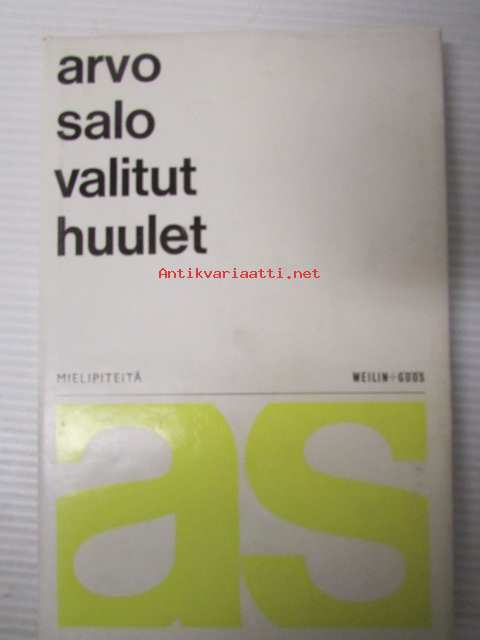 arvo
salo
valitut
huulet
Antikvariaatti.net
MIELIPITEITÄ WEILIN+GÖÖS
as